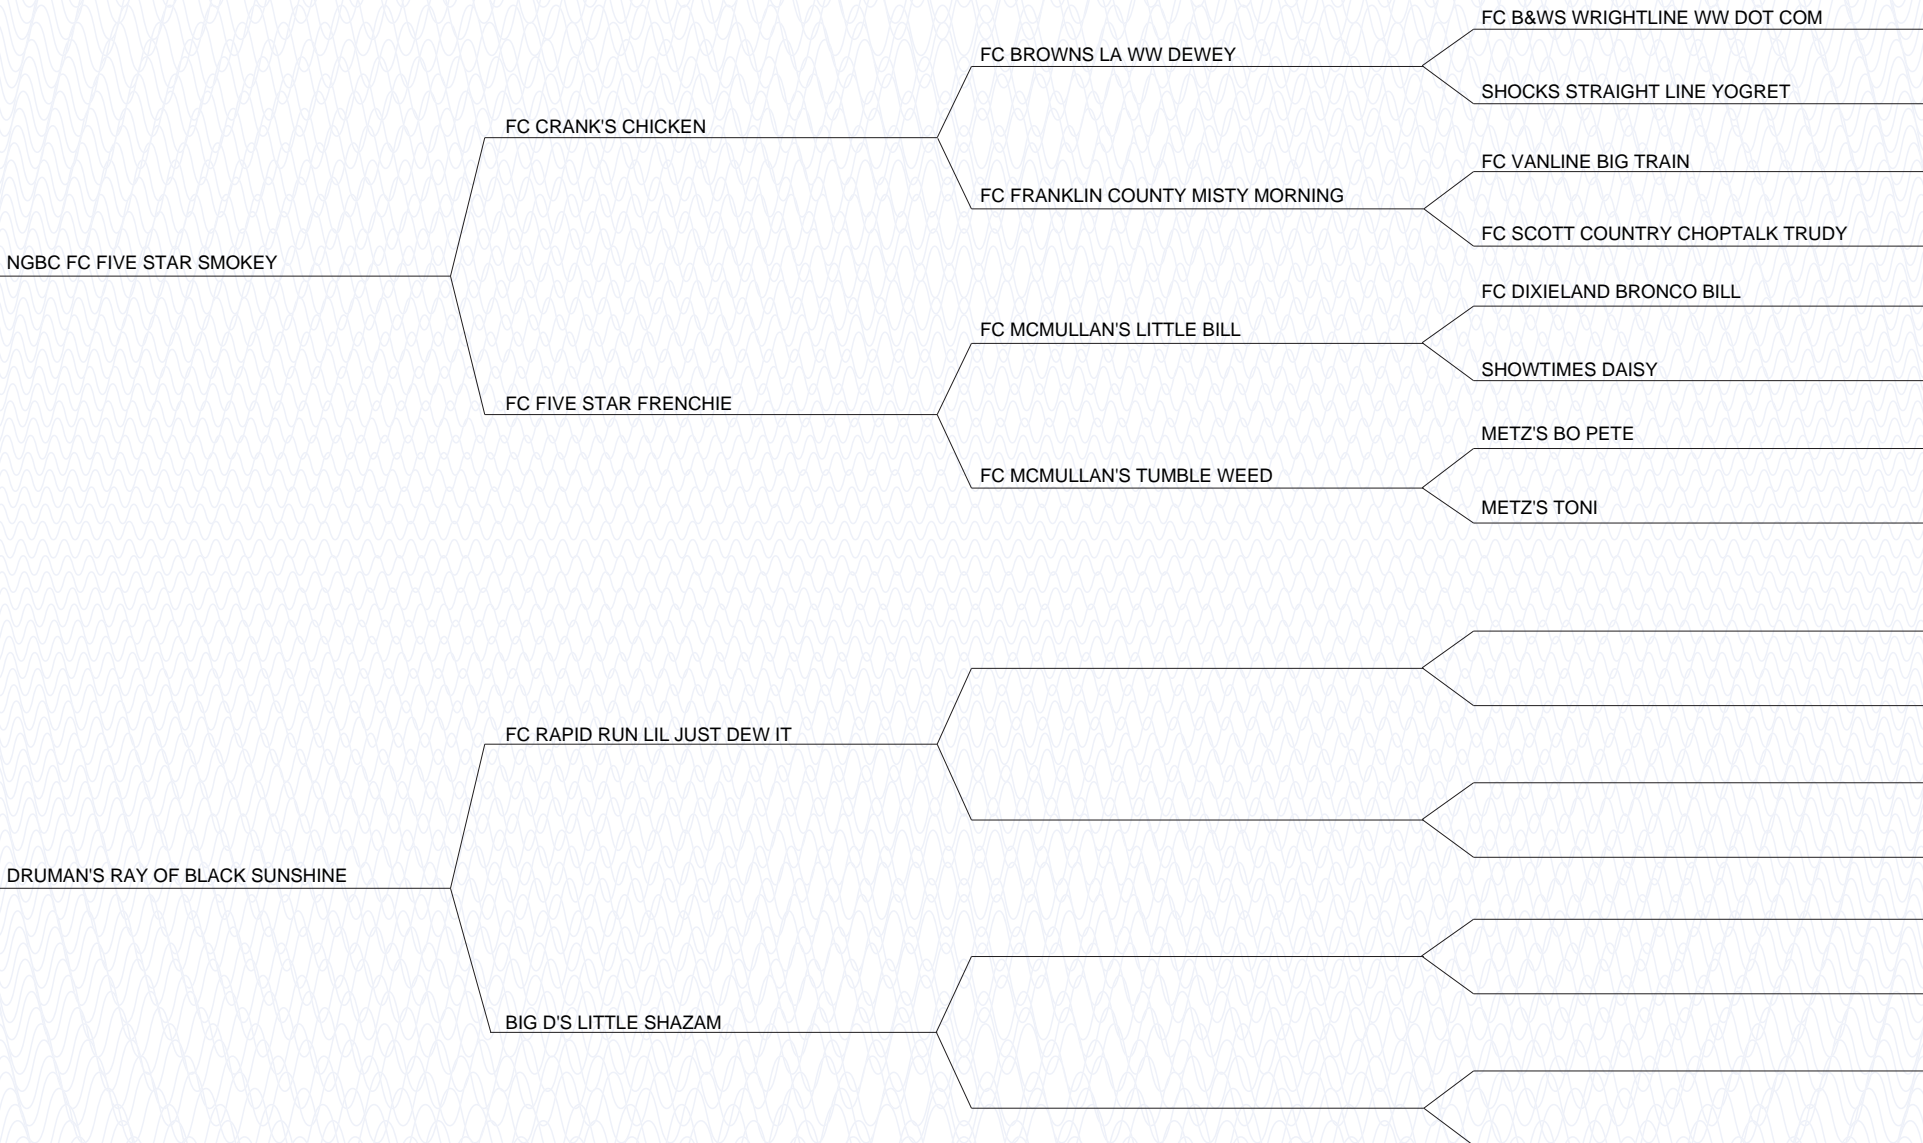 FC B&WS WRIGHTLINE WW DOT COM
FC BROWNS LA WW DEWEY
SHOCKS STRAIGHT LINE YOGRET
FC CRANK'S CHICKEN
FC VANLINE BIG TRAIN
FC FRANKLIN COUNTY MISTY MORNING
FC SCOTT COUNTRY CHOPTALK TRUDY
NGBC FC FIVE STAR SMOKEY
FC DIXIELAND BRONCO BILL
FC MCMULLAN'S LITTLE BILL
SHOWTIMES DAISY
FC FIVE STAR FRENCHIE
METZ'S BO PETE
FC MCMULLAN'S TUMBLE WEED
METZ'S TONI
FC RAPID RUN LIL JUST DEW IT
DRUMAN'S RAY OF BLACK SUNSHINE
BIG D'S LITTLE SHAZAM